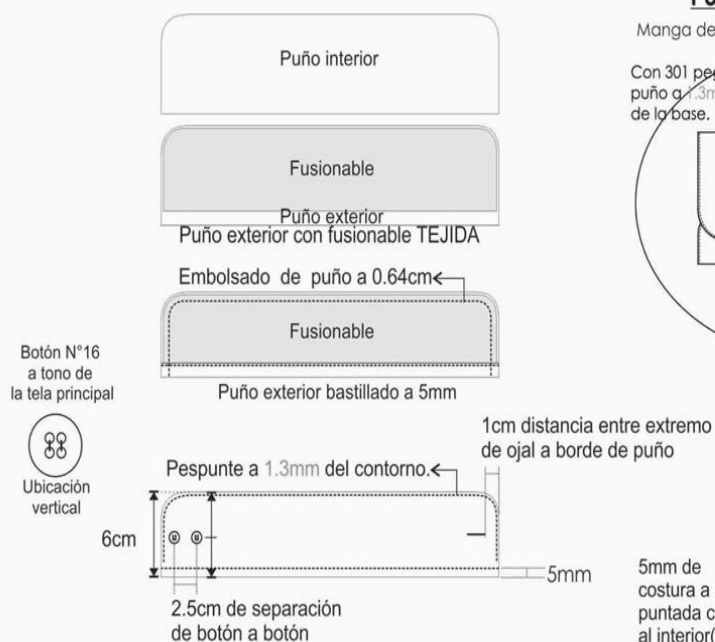 Puño interior
Fusionable
Puño exterior
Puño exterior con fusionable TEJIDA
Embolsado de puño a 0.64cm
Fusionable
Puño exterior bastillado a 5mm
Botón N°16
a tono de
la tela principal
Ubicación
vertical
Pespunte a 1.3mm del contorno.
1cm distancia entre extremo
de ojal a borde de puño
6cm
5mm
2.5cm de separación
de botón a botón
Manga de
Con 301
puño a 1.3m
de la base.
5mm de
costura a
puntada c
al interior(